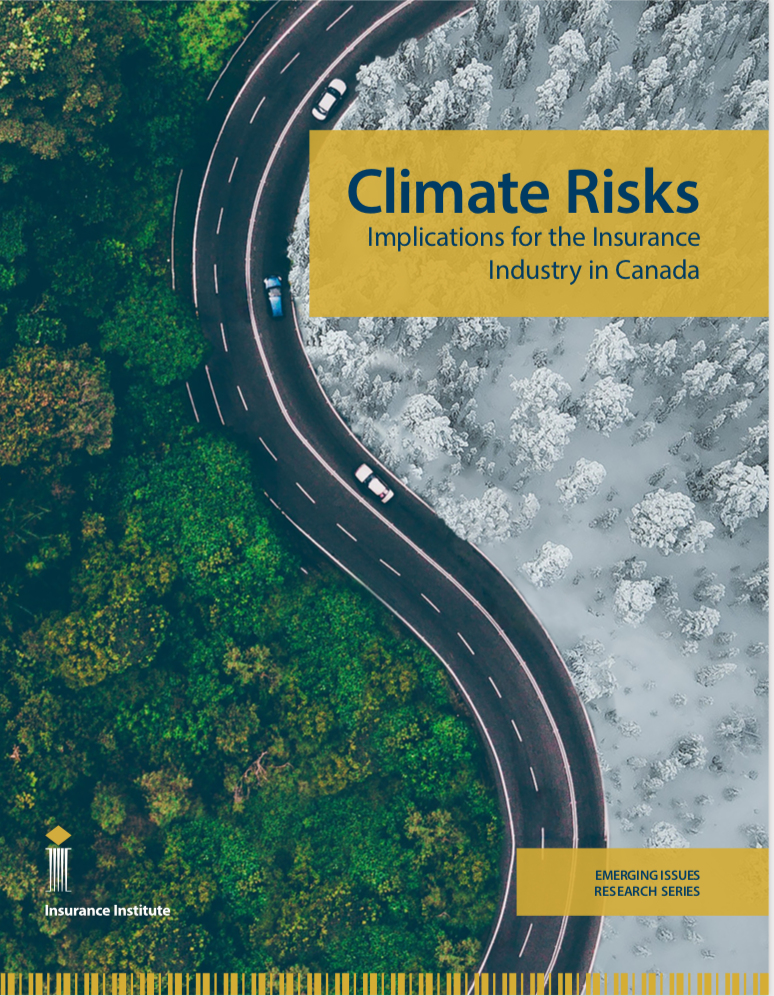 Climate Risks
Implications for the Insurance
Industry in Canada
EMERGING ISSUES
RESEARCH SERIES
Insurance Institute